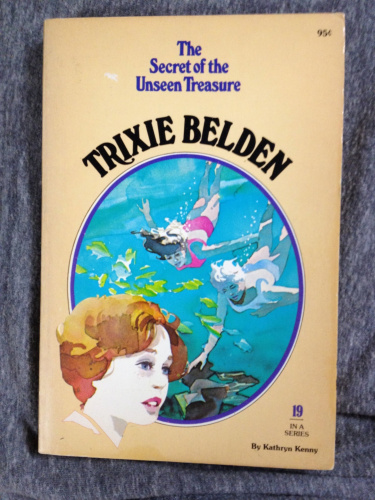 95¢
The
Secret of the
Unseen Treasure
TRIXIE BELDEN
19
IN A
SERIES
By Kathryn Kenny